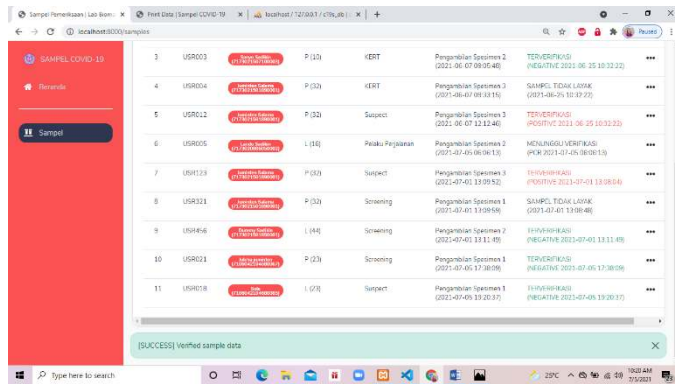 Sampel Pemeriksaan | Lab Biom
Print Data | Sampel COVID-19
localhost / 127.0.0.1 /
localhost:8000/samples
Paused
SAMPEL COVID-19
Beranda
Sampel
3 USR003 P (10) KERT Pengambilan Spesimen 2 TERVERIFIKASI
(2021-06-07 09:05:48) (NEGATIVE 2021-06-25 10:32:22)
4 USR004 P (32) KERT Pengambilan Spesimen 3 SAMPEL TIDAK LAYAK
(2021-06-07 09:33:15) (2021-06-25 10:32:22)
5 USR012 P (32) Suspect Pengambilan Spesimen 3 TERVERIFIKASI
(2021-06-07 12:12:46) (POSITIVE 2021-06-25 10:32:22)
6 USR005 L (18) Pelaku Perjalanan Pengambilan Spesimen 2 MENUNGGU VERIFIKASI
(2021-07-05 06:06:13) (PCR 2021-07-05 06:08:13)
7 USR123 P (32) Suspect Pengambilan Spesimen 3 TERVERIFIKASI
(2021-07-01 13:09:52) (POSITIVE 2021-07-01 13:08:04)
8 USR321 P (32) Screening Pengambilan Spesimen 1 SAMPEL TIDAK LAYAK
(2021-07-01 13:09:59) (2021-07-01 13:08:48)
9 USR456 L (44) Screening Pengambilan Spesimen 2 TERVERIFIKASI
(2021-07-01 13:11:49) (NEGATIVE 2021-07-01 13:11:49)
10 USR021 P (23) Screening Pengambilan Spesimen 1 TERVERIFIKASI
(2021-07-05 17:38:09) (NEGATIVE 2021-07-05 17:38:09)
11 USR018 L (23) Suspect Pengambilan Spesimen 1 TERVERIFIKASI
(2021-07-05 19:20:37) (NEGATIVE 2021-07-05 19:20:37)
[SUCCESS] Verified sample data
Type here to search
25°C
10:20 AM
7/5/2021